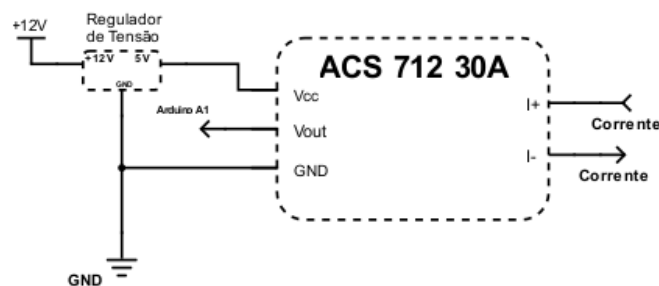 +12V
Regulador
de Tensão
+12V 5V
GND
ACS 712 30A
Vcc
Arduino A1
Vout
GND
I+
Corrente
I-
Corrente
GND